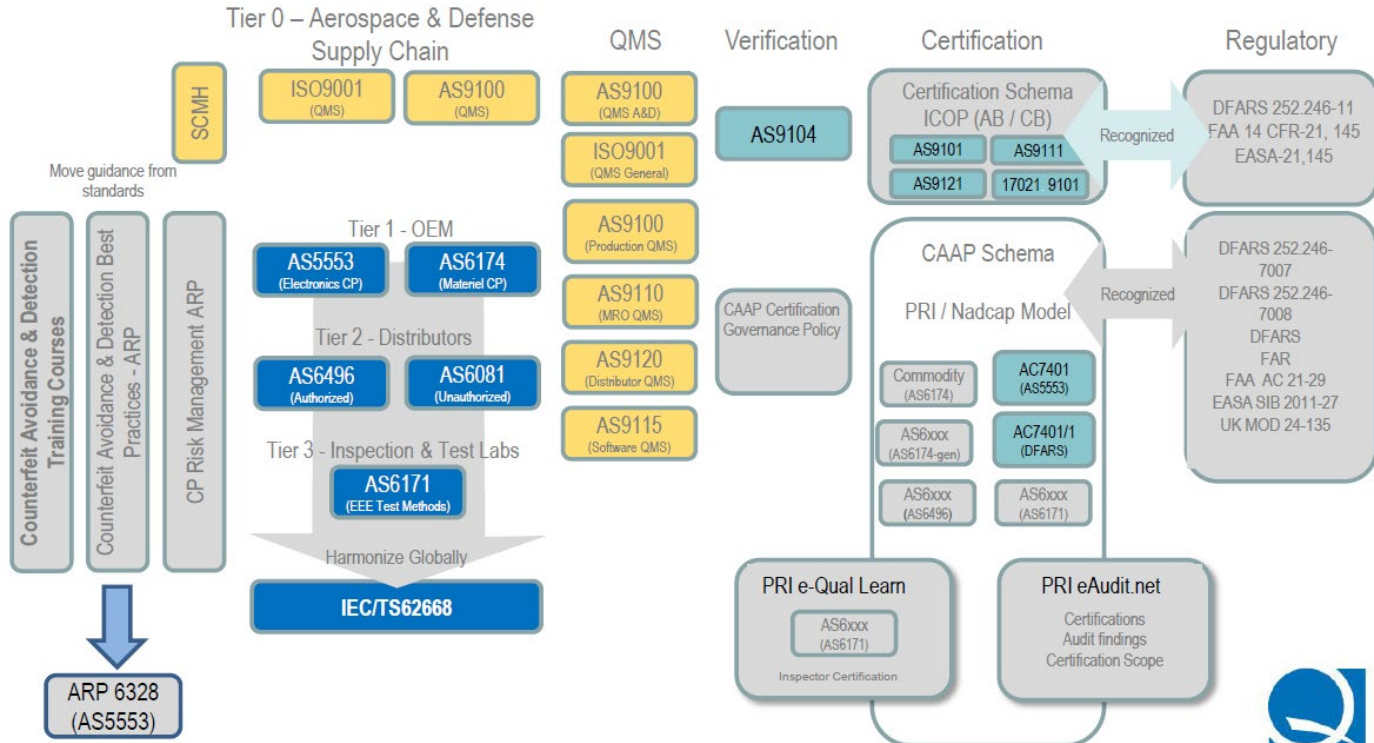 Tier 0 – Aerospace & Defense
Supply Chain
QMS
Verification
Certification
Regulatory
SCMH
ISO9001
(QMS)
AS9100
(QMS)
Move guidance from
standards
Counterfeit Avoidance & Detection
Training Courses
Counterfeit Avoidance & Detection Best
Practices - ARP
CP Risk Management ARP
ARP 6328
(AS5553)
Tier 1 - OEM
AS5553
(Electronics CP)
AS6174
(Materiel CP)
Tier 2 - Distributors
AS6496
(Authorized)
AS6081
(Unauthorized)
Tier 3 - Inspection & Test Labs
AS6171
(EEE Test Methods)
Harmonize Globally
IEC/TS62668
AS9100
(QMS A&D)
ISO9001
(QMS General)
AS9100
(Production QMS)
AS9110
(MRO QMS)
AS9120
(Distributor QMS)
AS9115
(Software QMS)
AS9104
CAAP Certification
Governance Policy
Certification Schema
ICOP (AB / CB)
AS9101
AS9111
AS9121
17021. 9101
Recognized
DFARS 252.246-11
FAA 14 CFR-21, 145
EASA-21,145
CAAP Schema
PRI / Nadcap Model
Commodity
(AS6174)
AC7401
(AS5553)
AS6xxx
(AS6174-gen)
AC7401/1
(DFARS)
AS6xxx
(AS6496)
AS6xxx
(AS6171)
Recognized
DFARS 252.246-
7007
DFARS 252.246-
7008
DFARS
FAR
FAA AC 21-29
EASA SIB 2011-27
UK MOD 24-135
PRI e-Qual Learn
AS6xxx
(AS6171)
Inspector Certification
PRI eAudit.net
Certifications
Audit findings
Certification Scope